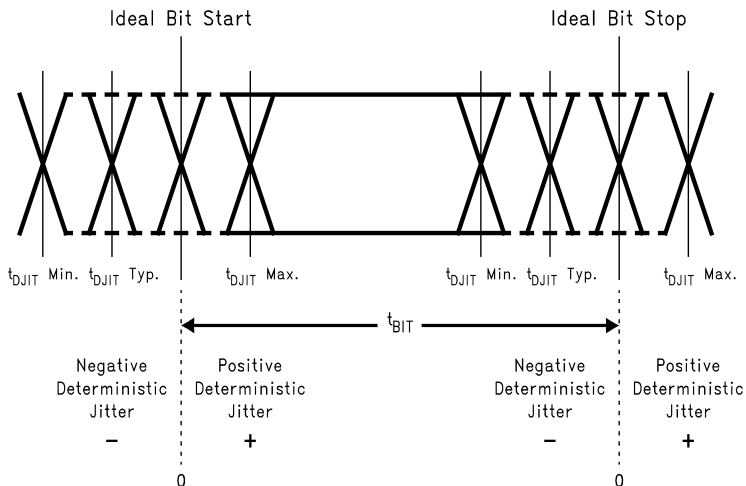 Ideal Bit Start
Ideal Bit Stop
tDJIT Min.
tDJIT Typ.
tDJIT Max.
tDJIT Min.
tDJIT Typ.
tDJIT Max.
tBIT
Negative
Deterministic
Jitter
−
Positive
Deterministic
Jitter
+
Negative
Deterministic
Jitter
−
Positive
Deterministic
Jitter
+
0
0